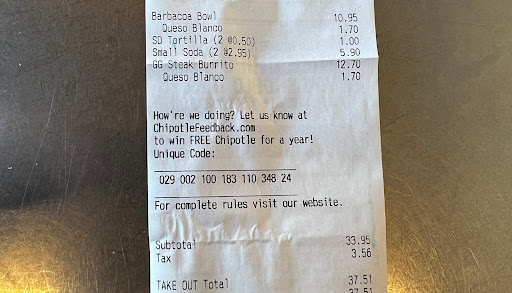 Barbacoa Bowl 10.95
Queso Blanco 1.70
SD Tortilla (2 @0.50) 1.00
Small Soda (2 @2.95) 5.90
GG Steak Burrito 12.70
Queso Blanco 1.70
How're we doing? Let us know at
ChipotleFeedback.com
to win FREE Chipotle for a year!
Unique Code:
029 002 100 183 110 348 24
For complete rules visit our website.
Subtotal 33.95
Tax 3.56
TAKE OUT Total 37.51
37.51